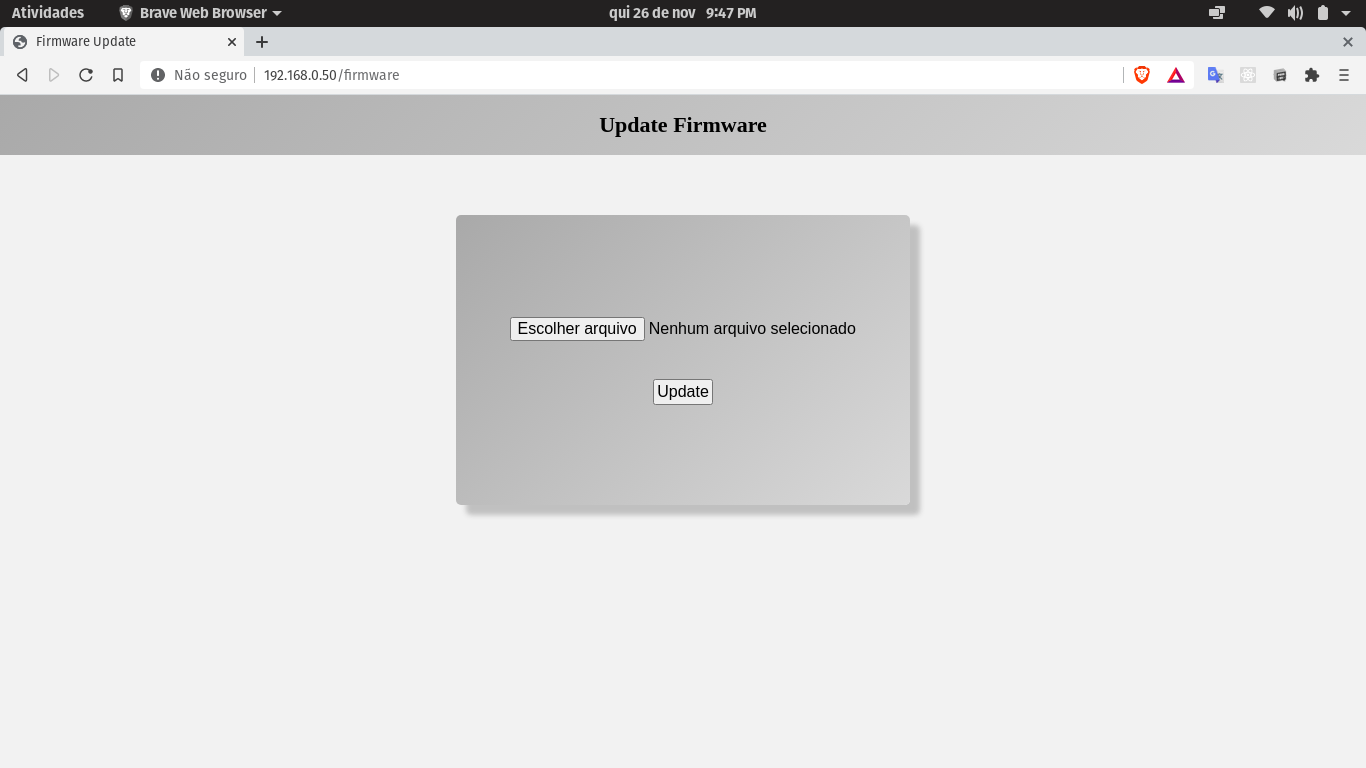 Atividades Brave Web Browser qui 26 de nov 9:47 PM
Firmware Update
Não seguro 192.168.0.50/firmware
Update Firmware
Escolher arquivo Nenhum arquivo selecionado
Update